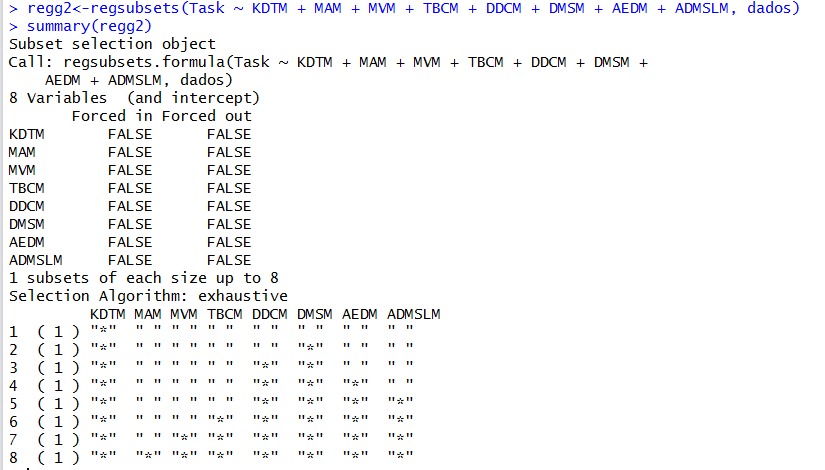 > regg2<-regsubsets(Task ~ KDTM + MAM + MVM + TBCM + DDCM + DMSM + AEDM + ADMSLM, dados)
> summary(regg2)
Subset selection object
Call: regsubsets.formula(Task ~ KDTM + MAM + MVM + TBCM + DDCM + DMSM +
    AEDM + ADMSLM, dados)
8 Variables  (and intercept)
       Forced in Forced out
KDTM       FALSE      FALSE
MAM        FALSE      FALSE
MVM        FALSE      FALSE
TBCM       FALSE      FALSE
DDCM       FALSE      FALSE
DMSM       FALSE      FALSE
AEDM       FALSE      FALSE
ADMSLM     FALSE      FALSE
1 subsets of each size up to 8
Selection Algorithm: exhaustive
         KDTM MAM MVM TBCM DDCM DMSM AEDM ADMSLM
1  ( 1 ) "*"  " " " " " "  " "  " "  " "  " "
2  ( 1 ) "*"  " " " " " "  " "  "*"  " "  " "
3  ( 1 ) "*"  " " " " " "  "*"  "*"  " "  " "
4  ( 1 ) "*"  " " " " " "  "*"  "*"  "*"  " "
5  ( 1 ) "*"  " " " " " "  "*"  "*"  "*"  "*"
6  ( 1 ) "*"  " " " " "*"  "*"  "*"  "*"  "*"
7  ( 1 ) "*"  " " "*" "*"  "*"  "*"  "*"  "*"
8  ( 1 ) "*"  "*" "*" "*"  "*"  "*"  "*"  "*"